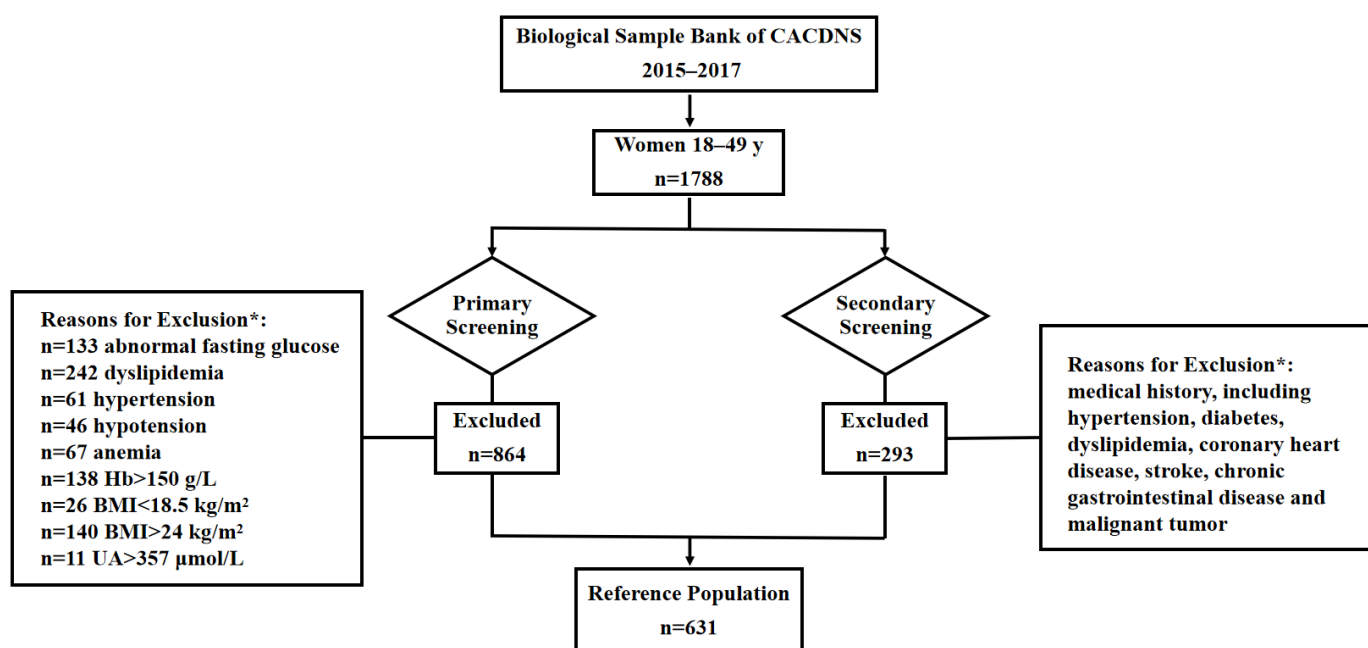 Biological Sample Bank of CACDNS
2015–2017
Women 18–49 y
n=1788
Primary
Screening
Secondary
Screening
Reasons for Exclusion*:
n=133 abnormal fasting glucose
n=242 dyslipidemia
n=61 hypertension
n=46 hypotension
n=67 anemia
n=138 Hb>150 g/L
n=26 BMI<18.5 kg/m²
n=140 BMI>24 kg/m²
n=11 UA>357 μmol/L
Excluded
n=864
Excluded
n=293
Reasons for Exclusion*:
medical history, including
hypertension, diabetes,
dyslipidemia, coronary heart
disease, stroke, chronic
gastrointestinal disease and
malignant tumor
Reference Population
n=631